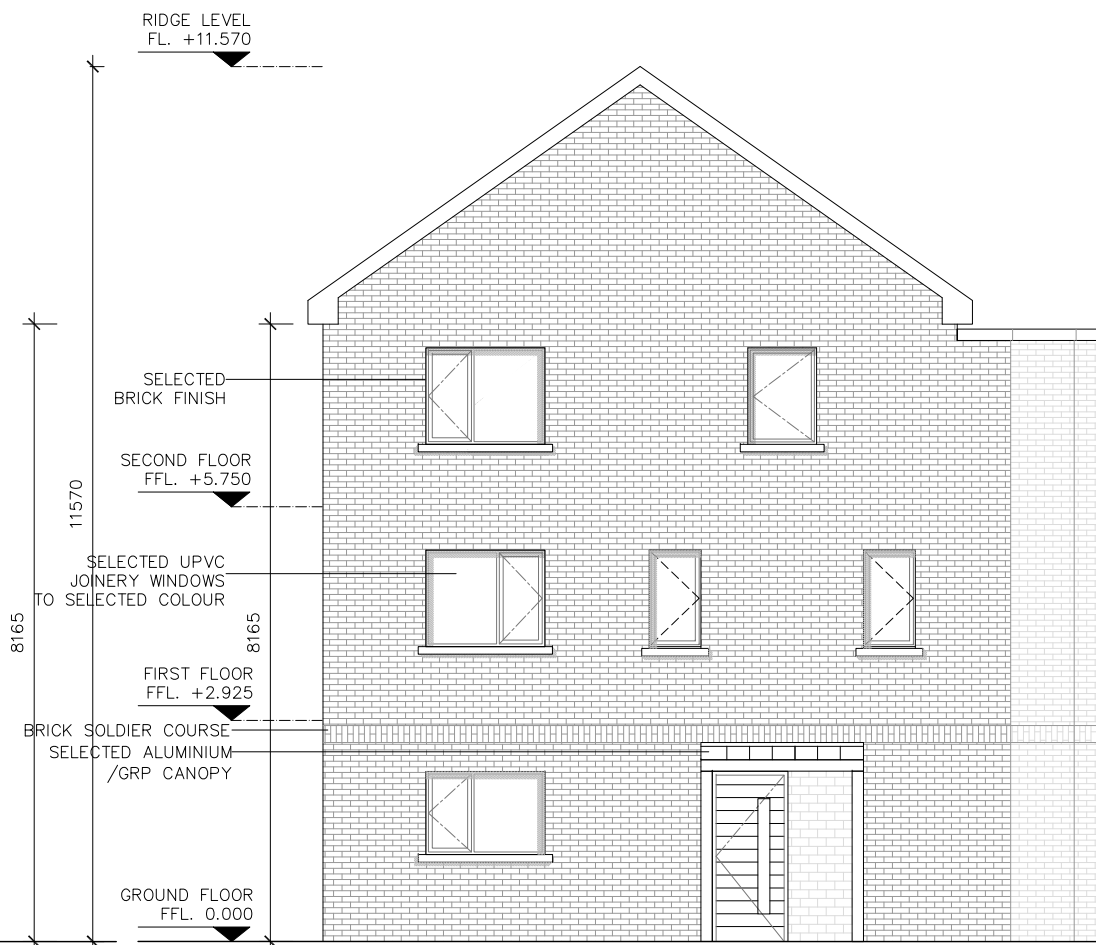 RIDGE LEVEL
FL. +11.570
SELECTED
BRICK FINISH
SECOND FLOOR
FFL. +5.750
11570
SELECTED UPVC
JOINERY WINDOWS
TO SELECTED COLOUR
8165
8165
FIRST FLOOR
FFL. +2.925
BRICK SOLDIER COURSE
SELECTED ALUMINIUM
/GRP CANOPY
GROUND FLOOR
FFL. 0.000